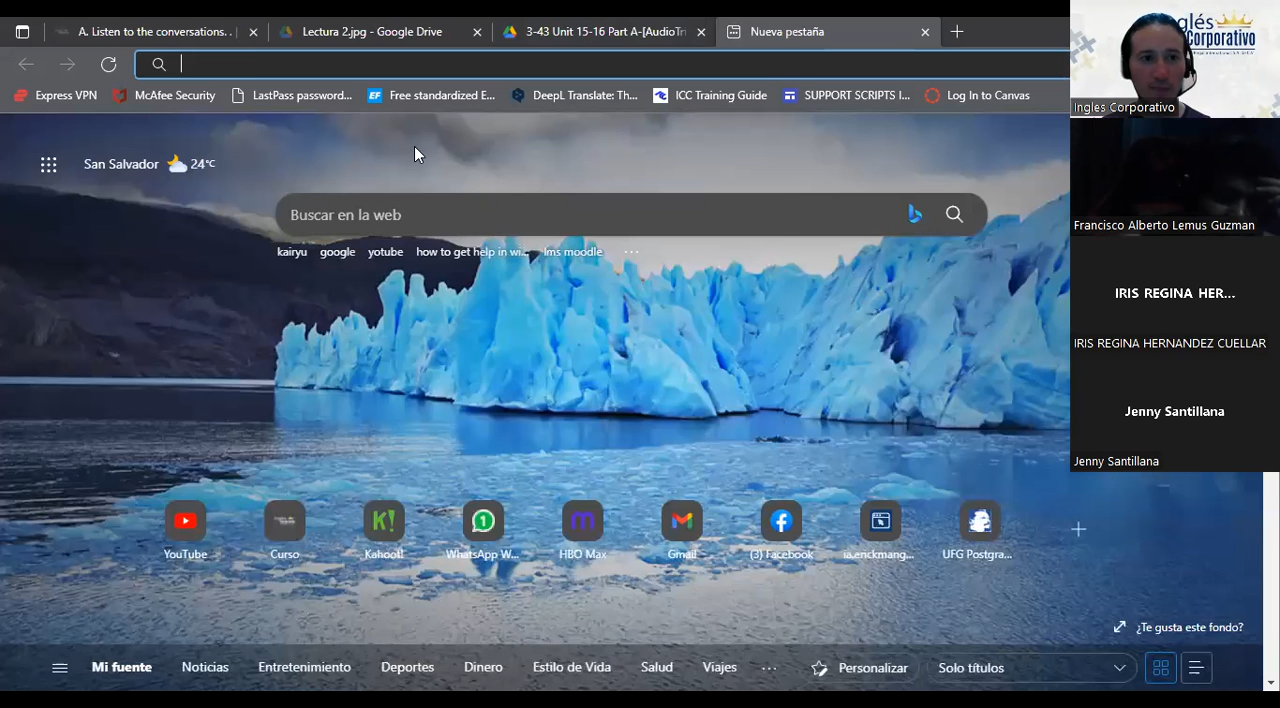 A. Listen to the conversations. .
Lectura 2.jpg - Google Drive
3-43 Unit 15-16 Part A-[AudioTri
Nueva pestaña
Express VPN
McAfee Security
LastPass password...
EF
Free standardized E...
DeepL Translate: Th...
ICC Training Guide
SUPPORT SCRIPTS I...
Log In to Canvas
San Salvador 24°C
Buscar en la web
kairyu
google
yotube
how to get help in wi...
lms moodle
...
K!
1
YouTube
Curso
Kahoot!
WhatsApp W...
HBO Max
Gmail
(3) Facebook
ia.erickmang...
UFG Postgra...
¿Te gusta este fondo?
Mi fuente
Noticias
Entretenimiento
Deportes
Dinero
Estilo de Vida
Salud
Viajes
...
Personalizar
Solo títulos
Corporativo
Ingles Corporativo
Francisco Alberto Lemus Guzman
IRIS REGINA HER...
IRIS REGINA HERNANDEZ CUELLAR
Jenny Santillana
Jenny Santillana